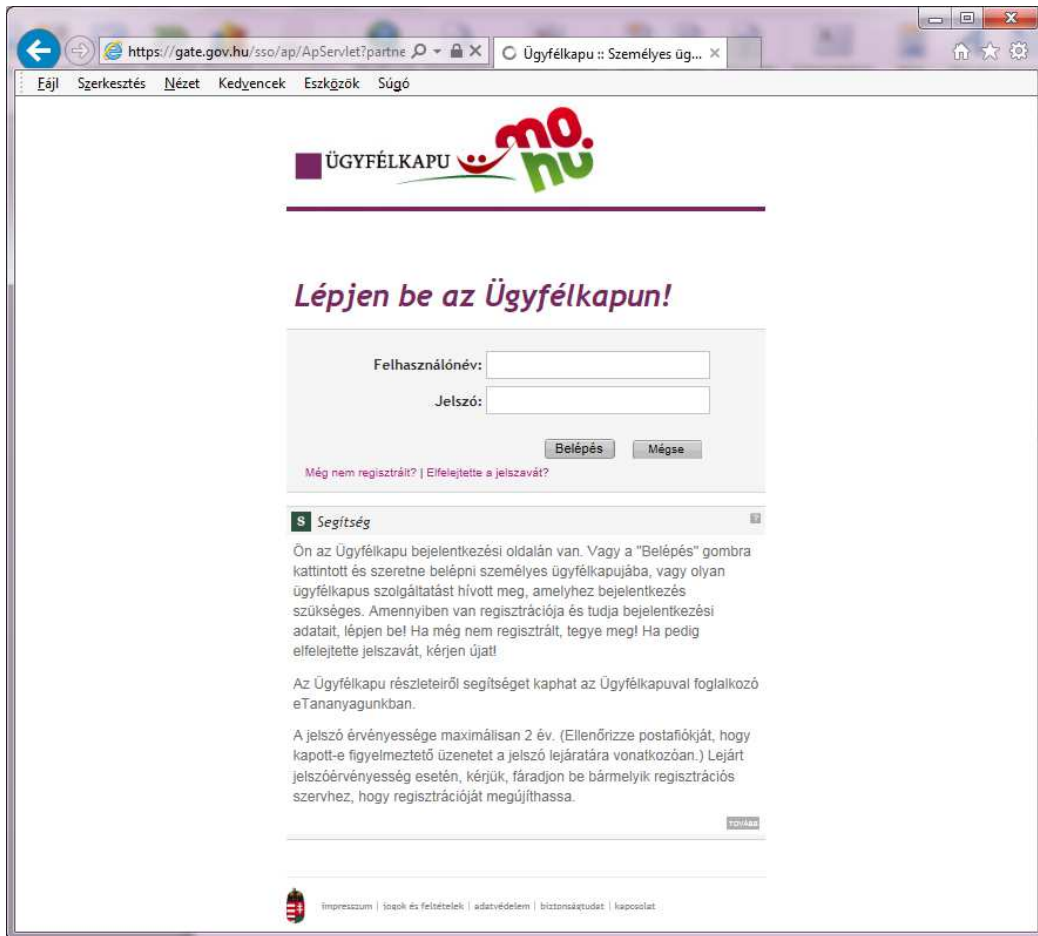 https://gate.gov.hu/sso/ap/ApServlet?partne
Ügyfélkapu :: Személyes üg...
Fájl Szerkesztés Nézet Kedvencek Eszközök Súgó
ÜGYFÉLKAPU
mo.hu
Lépjen be az Ügyfélkapun!
Felhasználónév:
Jelszó:
Belépés Mégse
Még nem regisztrált? | Elfelejtette a jelszavát?
S Segítség ?
Ön az Ügyfélkapu bejelentkezési oldalán van. Vagy a "Belépés" gombra
kattintott és szeretne belépni személyes ügyfélkapujába, vagy olyan
ügyfélkapus szolgáltatást hívott meg, amelyhez bejelentkezés
szükséges. Amennyiben van regisztrációja és tudja bejelentkezési
adatait, lépjen be! Ha még nem regisztrált, tegye meg! Ha pedig
elfelejtette jelszavát, kérjen újat!
Az Ügyfélkapu részleteiről segítséget kaphat az Ügyfélkapuval foglalkozó
eTananyagunkban.
A jelszó érvényessége maximálisan 2 év. (Ellenőrizze postafiókját, hogy
kapott-e figyelmeztető üzenetet a jelszó lejáratára vonatkozóan.) Lejárt
jelszóérvényesség esetén, kérjük, fáradjon be bármelyik regisztrációs
szervhez, hogy regisztrációját megújíthassa.
TOVÁBB
impresszum | jogok és feltételek | adatvédelem | biztonságtudat | kapcsolat